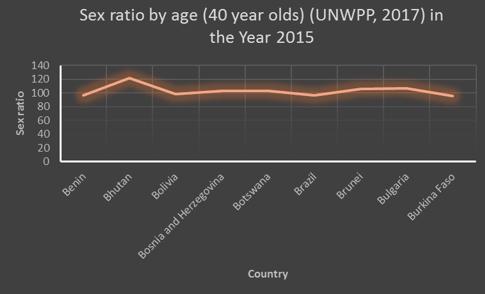 Sex ratio by age (40 year olds) (UNWPP, 2017) in
the Year 2015
140
120
100
80
60
40
20
0
Sex ratio
Benin
Bhutan
Bolivia
Bosnia and Herzegovina
Botswana
Brazil
Brunei
Bulgaria
Burkina Faso
Country